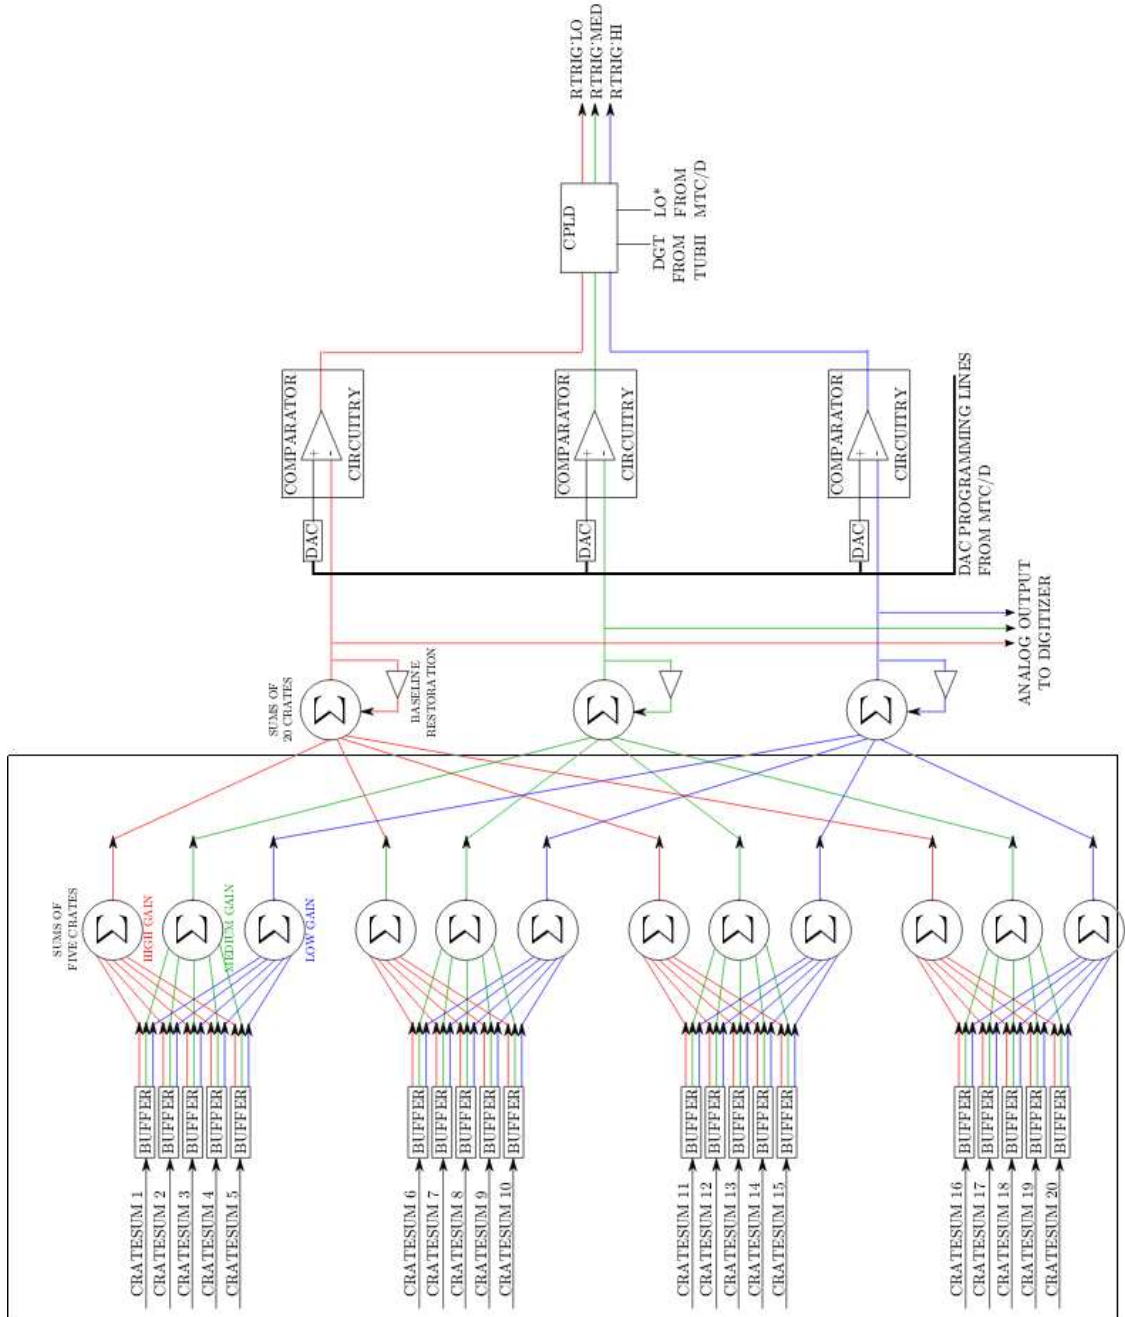 RTRIG˙LO
RTRIG˙MED
RTRIG˙HI
CPLD
DGT
FROM
TUBII
LO*
FROM
MTC/D
COMPARATOR
CIRCUITRY
+
-
DAC
COMPARATOR
CIRCUITRY
+
-
DAC
COMPARATOR
CIRCUITRY
+
-
DAC
DAC PROGRAMMING LINES
FROM MTC/D
ANALOG OUTPUT
TO DIGITIZER
SUMS OF
20 CRATES
Σ
BASELINE
RESTORATION
Σ
Σ
SUMS OF
FIVE CRATES
Σ
HIGH GAIN
Σ
MEDIUM GAIN
Σ
LOW GAIN
Σ
Σ
Σ
Σ
Σ
Σ
Σ
Σ
Σ
CRATESUM 1 BUFFER
CRATESUM 2 BUFFER
CRATESUM 3 BUFFER
CRATESUM 4 BUFFER
CRATESUM 5 BUFFER
CRATESUM 6 BUFFER
CRATESUM 7 BUFFER
CRATESUM 8 BUFFER
CRATESUM 9 BUFFER
CRATESUM 10 BUFFER
CRATESUM 11 BUFFER
CRATESUM 12 BUFFER
CRATESUM 13 BUFFER
CRATESUM 14 BUFFER
CRATESUM 15 BUFFER
CRATESUM 16 BUFFER
CRATESUM 17 BUFFER
CRATESUM 18 BUFFER
CRATESUM 19 BUFFER
CRATESUM 20 BUFFER